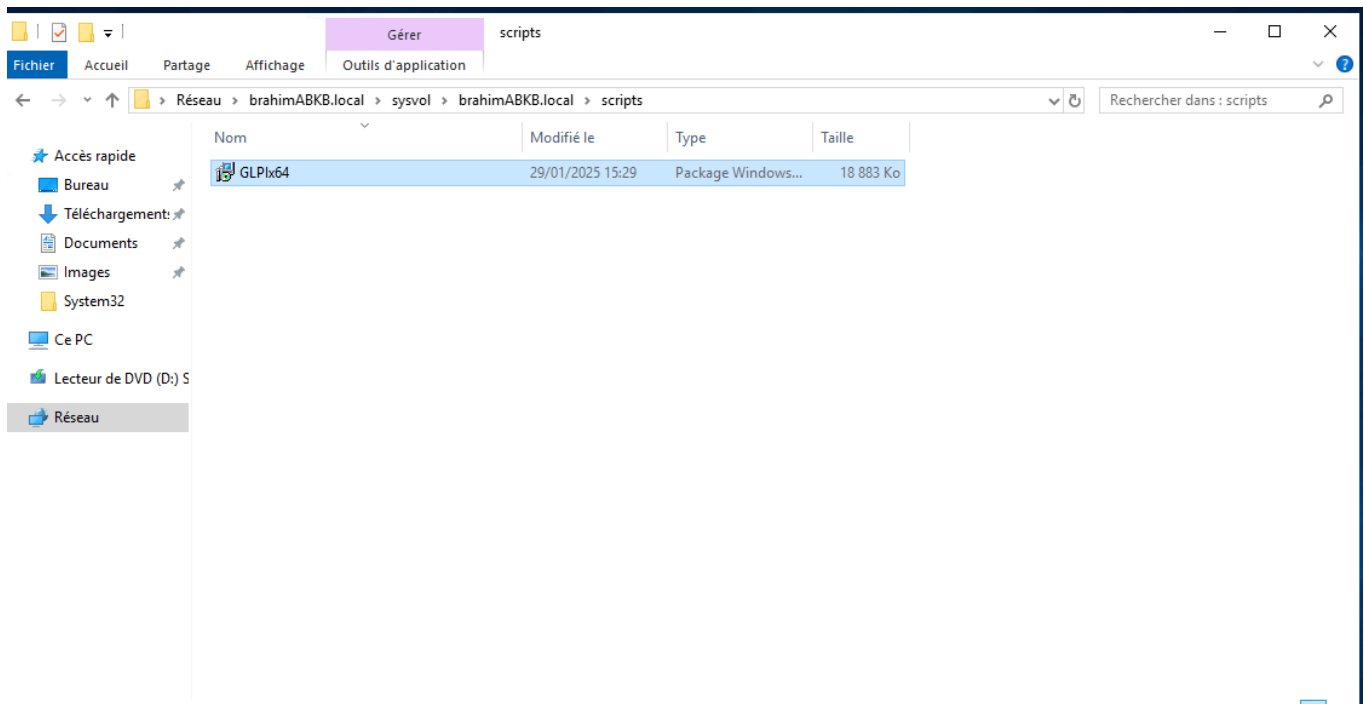 Gérer scripts
Fichier Accueil Partage Affichage Outils d'application
Réseau > brahimABKB.local > sysvol > brahimABKB.local > scripts
Rechercher dans : scripts
Nom Modifié le Type Taille
Accès rapide
GLPIx64 29/01/2025 15:29 Package Windows... 18 883 Ko
Bureau
Téléchargement:
Documents
Images
System32
Ce PC
Lecteur de DVD (D:) S
Réseau